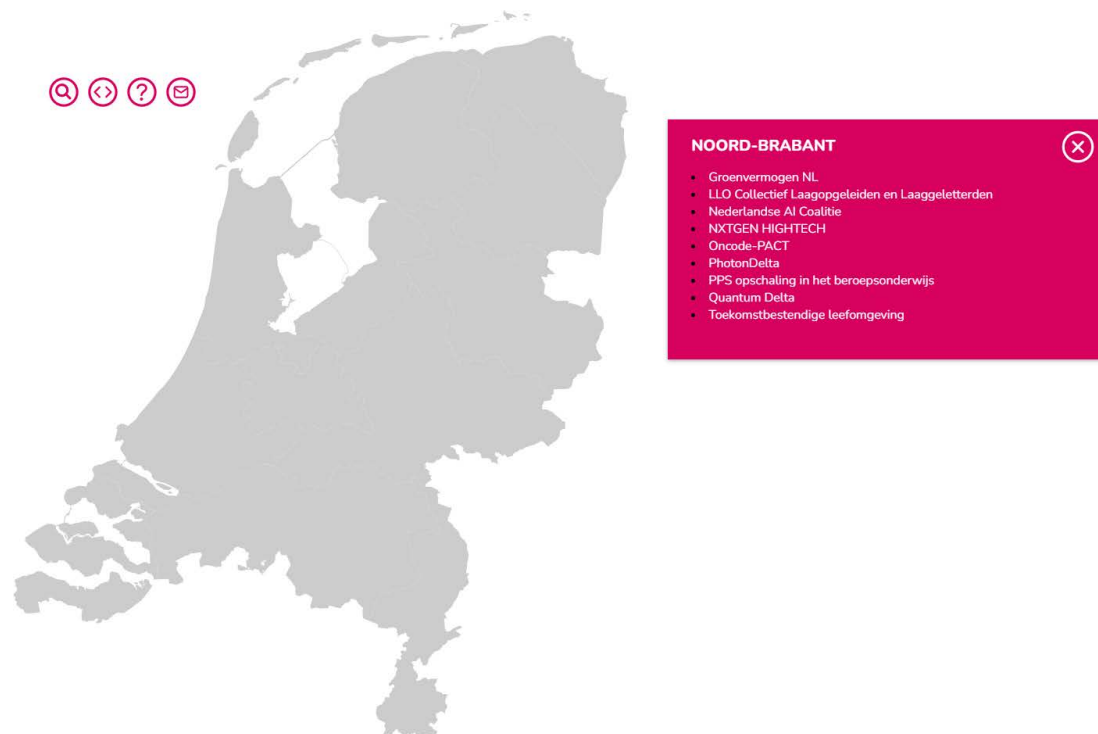 NOORD-BRABANT
Groenvermogen NL
LLO Collectief Laagopgeleiden en Laaggeletterden
Nederlandse AI Coalitie
NXTGEN HIGHTECH
Oncode-PACT
PhotonDelta
PPS opschaling in het beroepsonderwijs
Quantum Delta
Toekomstbestendige leefomgeving